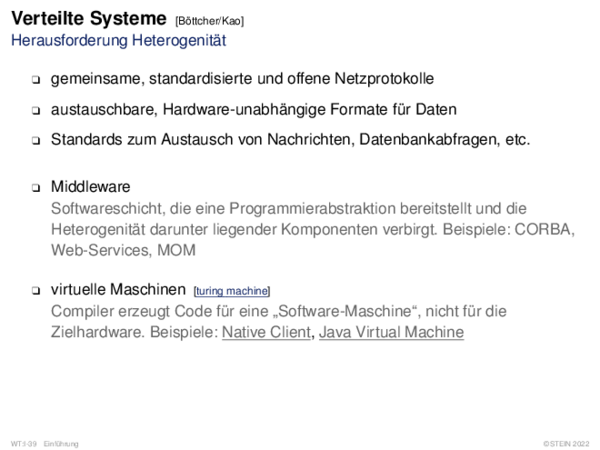 Verteilte Systeme [Böttcher/Kao]
Herausforderung Heterogenität
❑ gemeinsame, standardisierte und offene Netzprotokolle
❑ austauschbare, Hardware-unabhängige Formate für Daten
❑ Standards zum Austausch von Nachrichten, Datenbankabfragen, etc.
❑ Middleware
Softwareschicht, die eine Programmierabstraktion bereitstellt und die
Heterogenität darunter liegender Komponenten verbirgt. Beispiele: CORBA,
Web-Services, MOM
❑ virtuelle Maschinen [turing machine]
Compiler erzeugt Code für eine „Software-Maschine“, nicht für die
Zielhardware. Beispiele: Native Client, Java Virtual Machine
WT:I-39 Einführung
©STEIN 2022